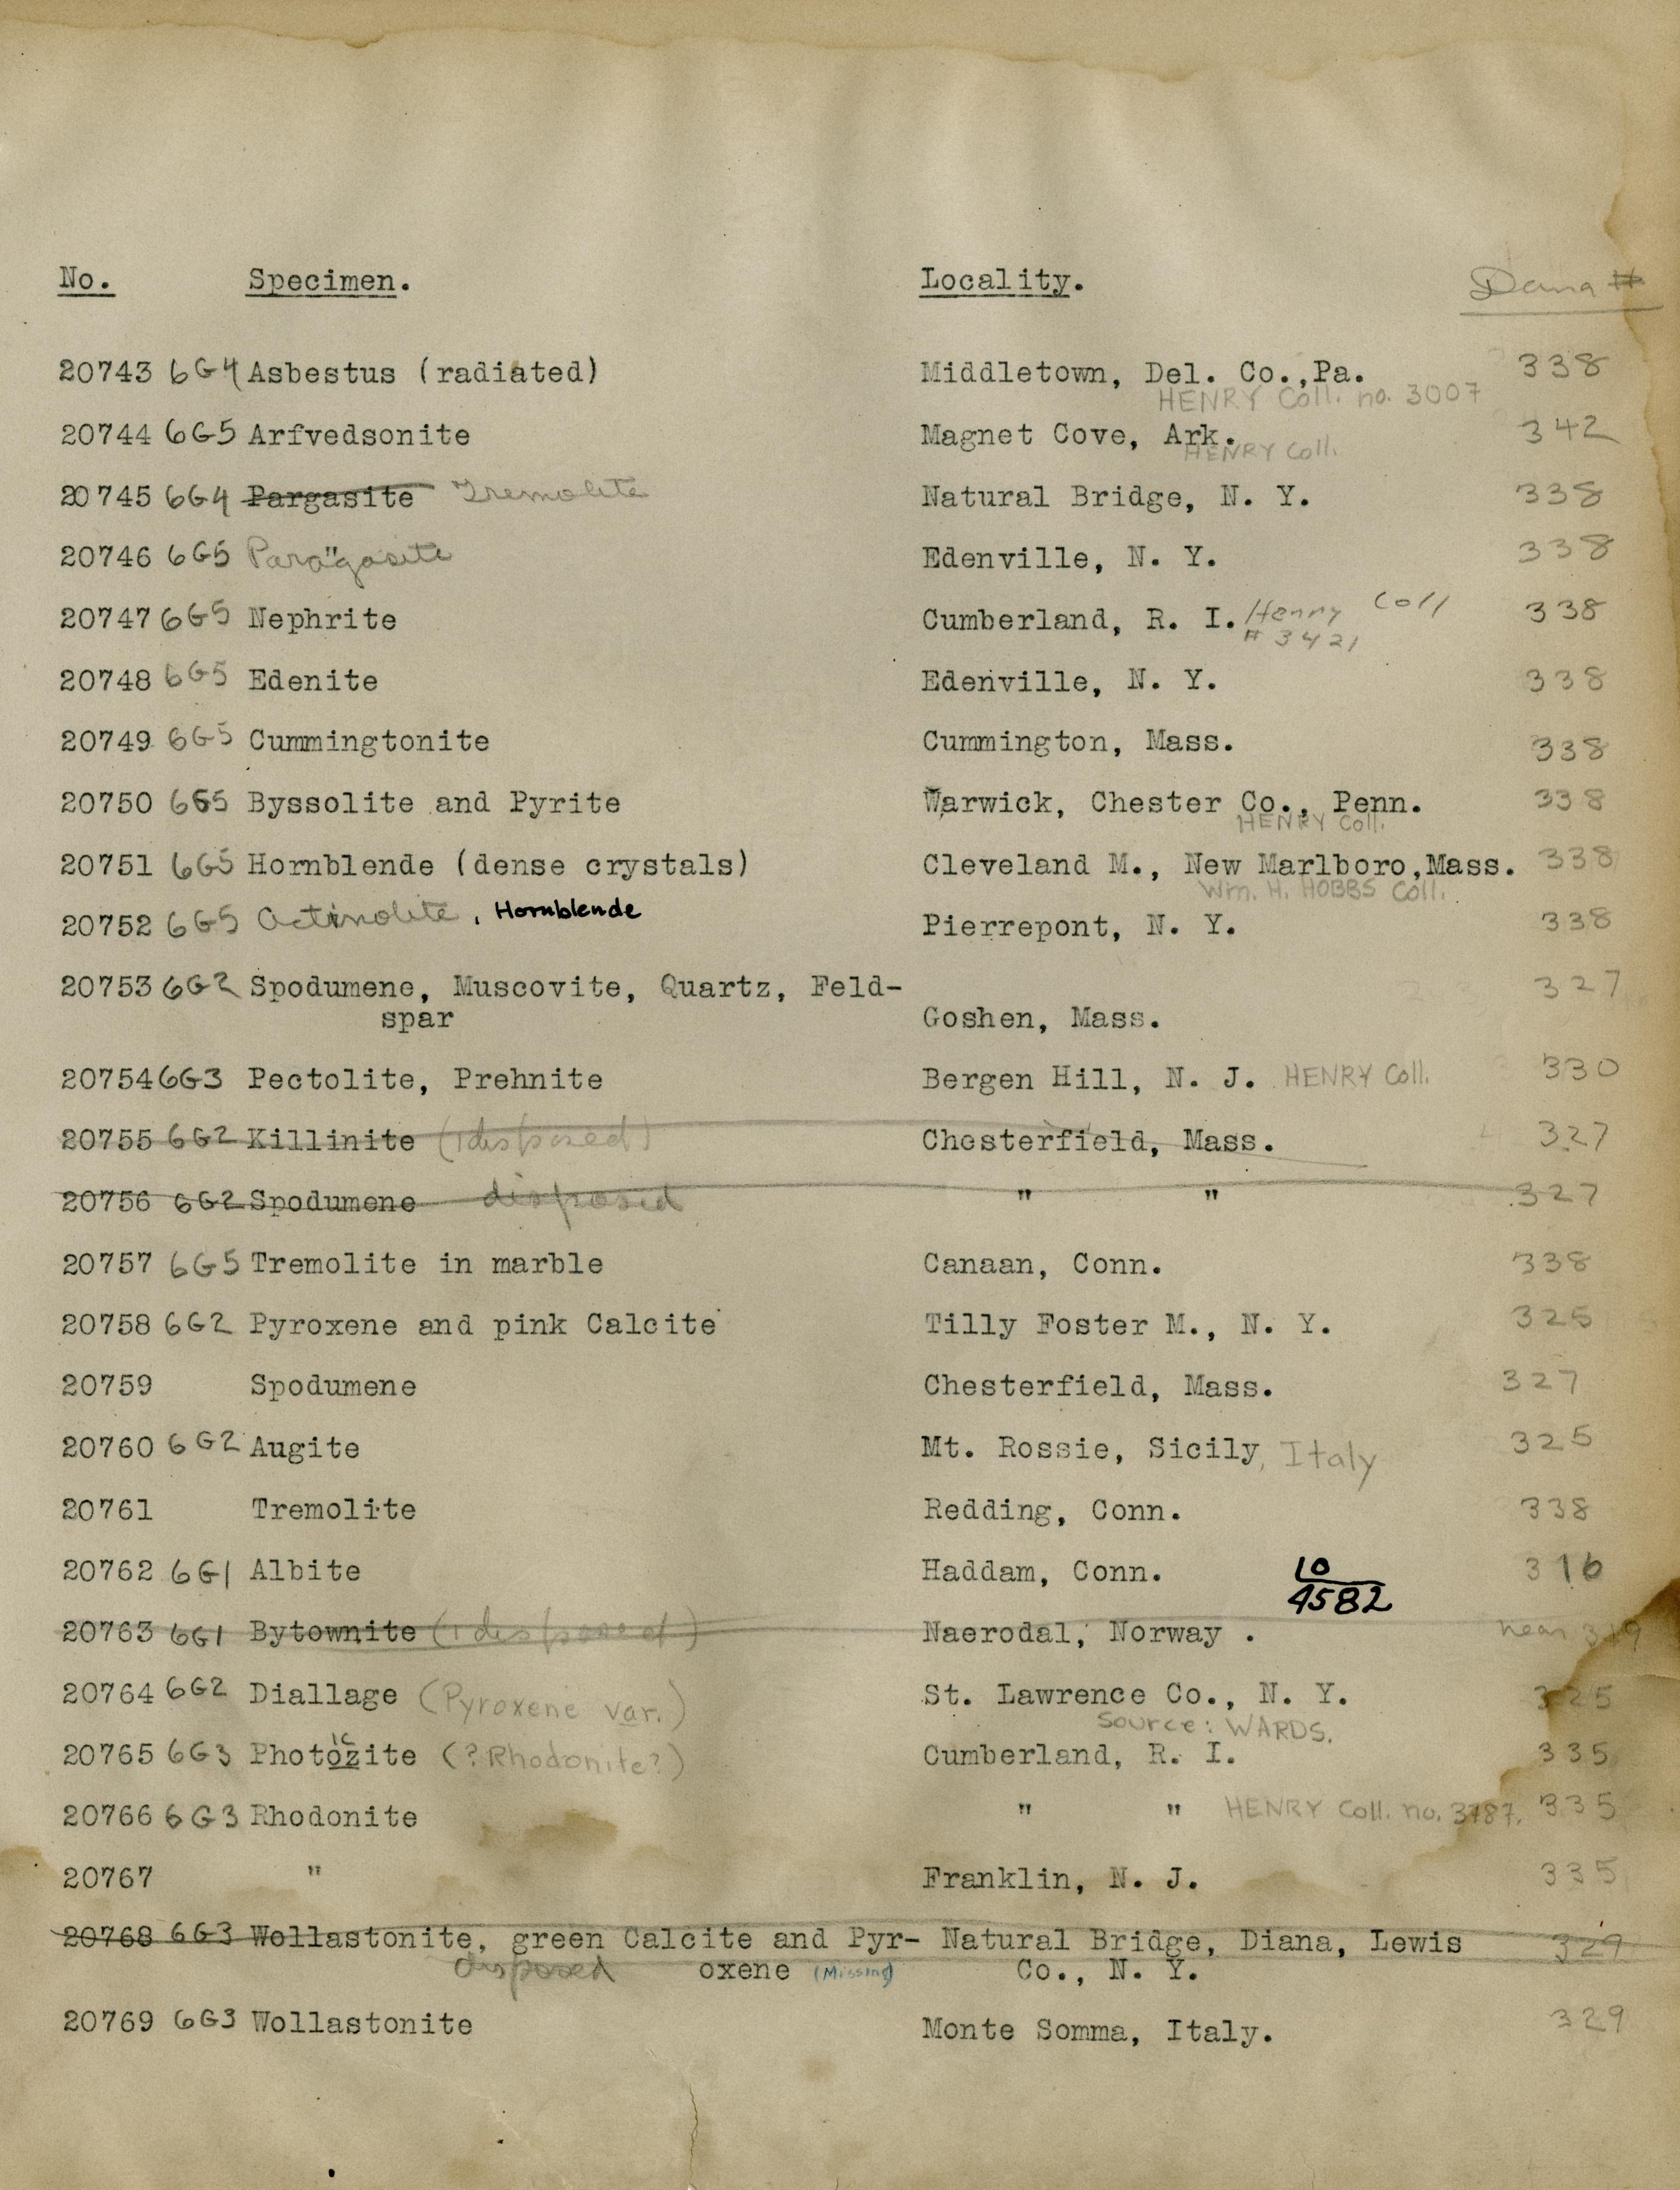 No. Specimen. Locality. Dana #
20743 6G4 Asbestus (radiated) Middletown, Del. Co.,Pa. 338
HENRY Coll. no. 3007
20744 6G5 Arfvedsonite Magnet Cove, Ark. 342
HENRY Coll.
20745 6G4 Pargasite Tremolite Natural Bridge, N. Y. 338
20746 6G5 " Paragasite Edenville, N. Y. 338
20747 6G5 Nephrite Cumberland, R. I. Henry Coll 338
# 3421
20748 6G5 Edenite Edenville, N. Y. 338
20749 6G5 Cummingtonite Cummington, Mass. 338
20750 6G5 Byssolite and Pyrite Warwick, Chester Co., Penn. 338
HENRY Coll.
20751 6G5 Hornblende (dense crystals) Cleveland M., New Marlboro,Mass. 338
Wm. H. HOBBS Coll.
20752 6G5 Actinolite, Hornblende Pierrepont, N. Y. 338
20753 6G2 Spodumene, Muscovite, Quartz, Feld- 327
spar Goshen, Mass.
20754 6G3 Pectolite, Prehnite Bergen Hill, N. J. HENRY Coll. 330
20755 6G2 Killinite (disposed) Chesterfield, Mass. 327
20756 6G2 Spodumene disposed " " 327
20757 6G5 Tremolite in marble Canaan, Conn. 338
20758 6G2 Pyroxene and pink Calcite Tilly Foster M., N. Y. 325
20759 Spodumene Chesterfield, Mass. 327
20760 6G2 Augite Mt. Rossie, Sicily, Italy 325
20761 Tremolite Redding, Conn. 338
20762 6G1 Albite Haddam, Conn. 10 316
4582
20763 6G1 Bytownite (disposed) Naerodal, Norway . near 319
20764 6G2 Diallage (Pyroxene var.) St. Lawrence Co., N. Y. 325
Source: WARDS.
ic
20765 6G3 Photozite (?Rhodonite?) Cumberland, R. I. 335
20766 6G3 Rhodonite " " HENRY Coll. no. 3787. 335
20767 " Franklin, N. J. 335
20768 6G3 Wollastonite, green Calcite and Pyr- Natural Bridge, Diana, Lewis 329
disposed oxene (Missing) Co., N. Y.
20769 6G3 Wollastonite Monte Somma, Italy. 329